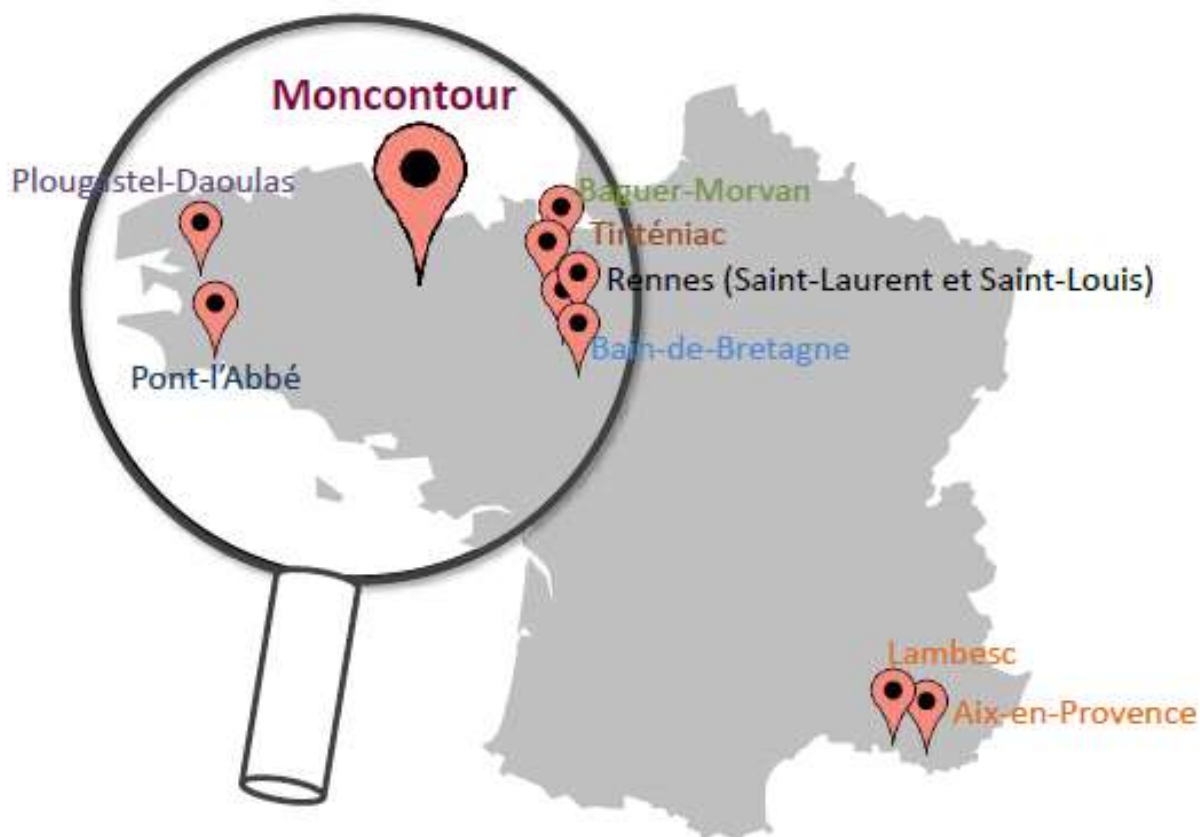 Moncontour
Plougastel-Daoulas
Baguer-Morvan
Tinténiac
Rennes (Saint-Laurent et Saint-Louis)
Bain-de-Bretagne
Pont-l'Abbé
Lambesc
Aix-en-Provence